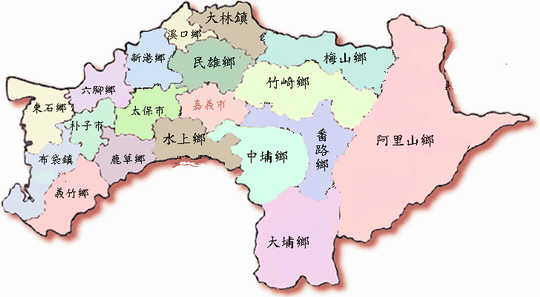 大林鎮
溪口鄉
新港鄉
民雄鄉
梅山鄉
竹崎鄉
六腳鄉
東石鄉
朴子市
太保市
嘉義市
水上鄉
番路鄉
阿里山鄉
布袋鎮
鹿草鄉
中埔鄉
義竹鄉
大埔鄉